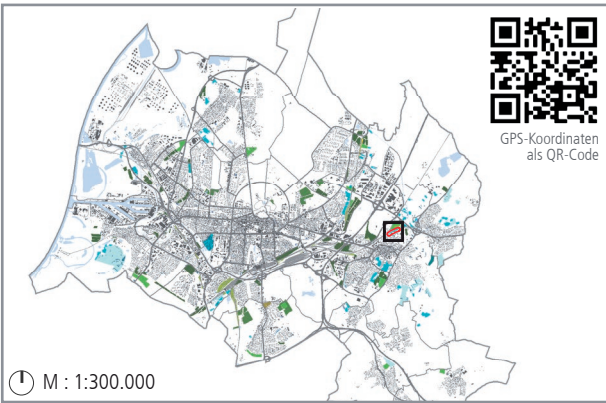 GPS-Koordinaten
als QR-Code
M : 1:300.000